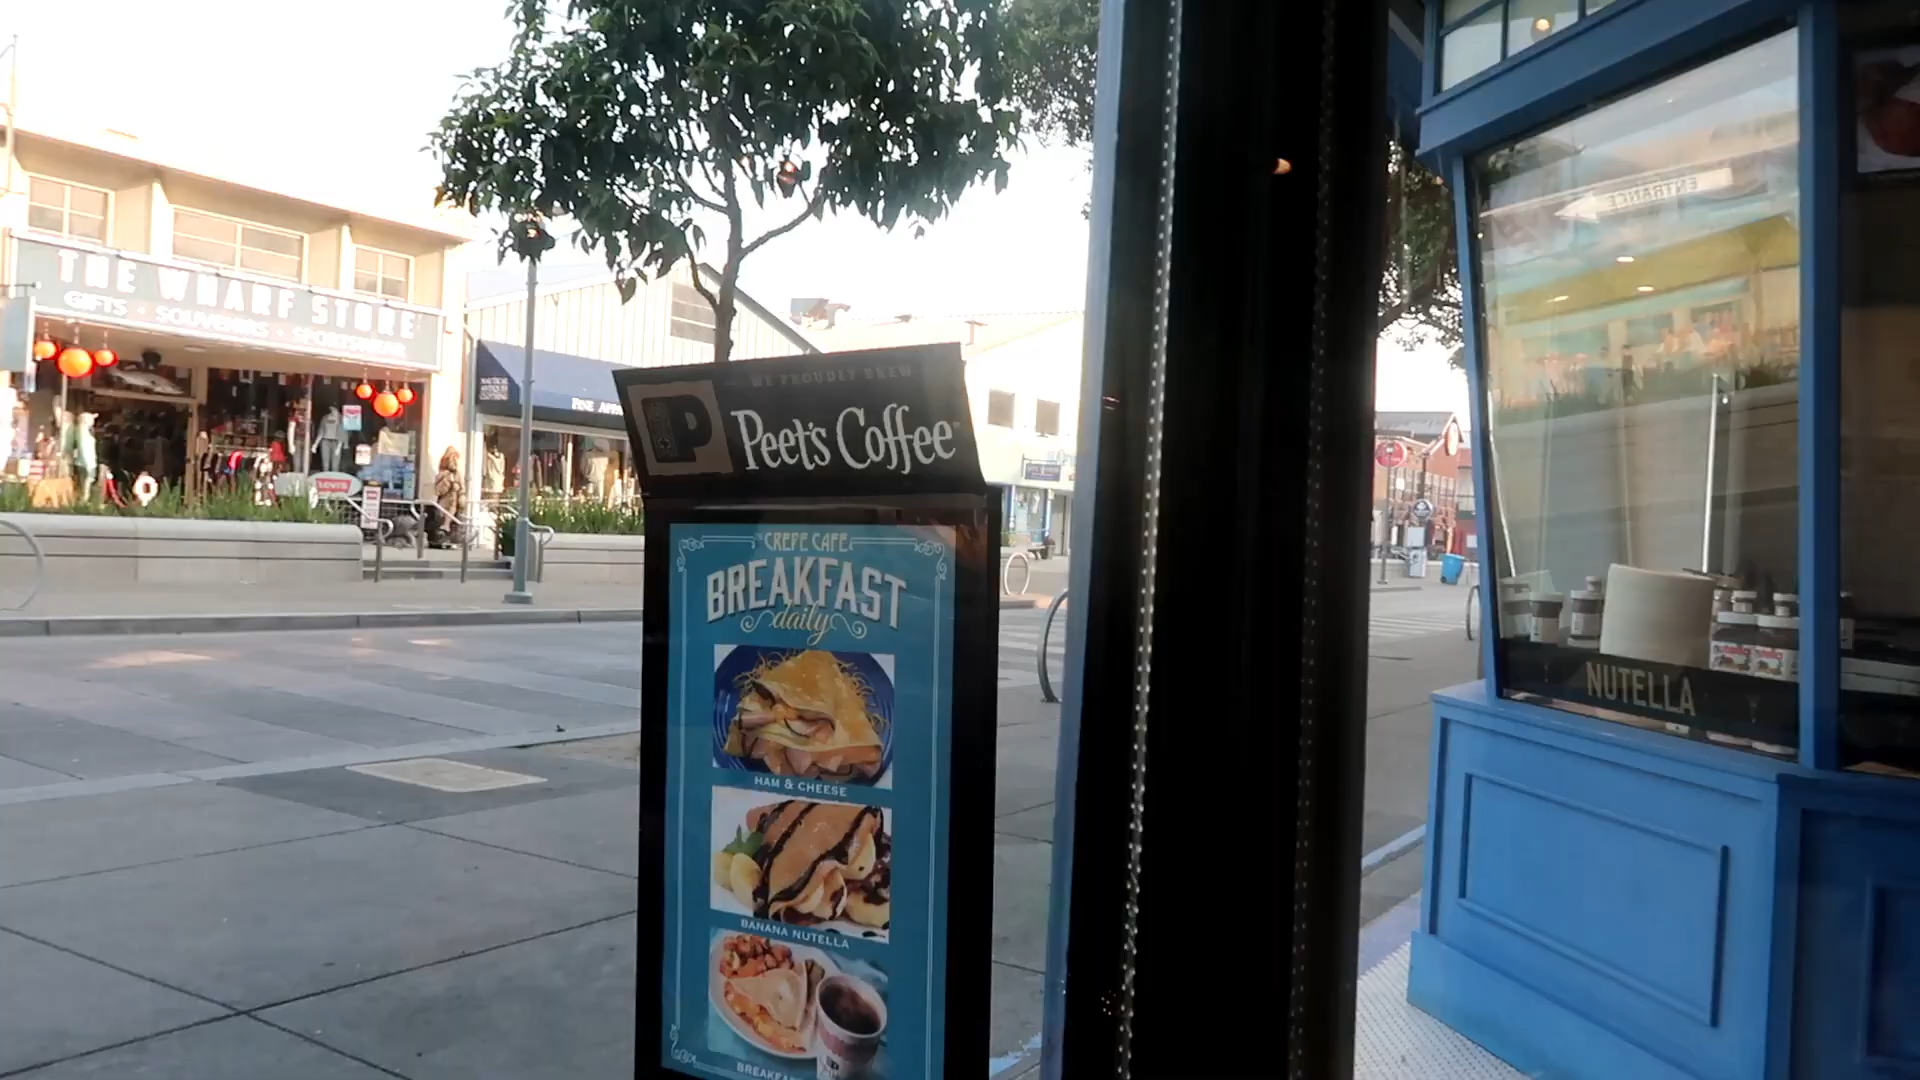 THE WHARF STORE
GIFTS · SOUVENIRS · SPORTSWEAR
LEVI'S
WE PROUDLY BREW
P
Peet's Coffee
CREPE CAFE
BREAKFAST
daily
HAM & CHEESE
BANANA NUTELLA
ENTRANCE
NUTELLA